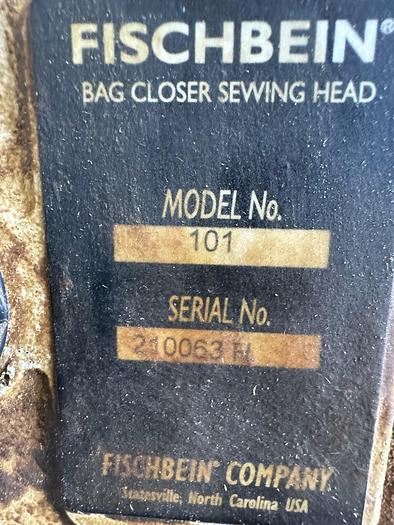 FISCHBEIN®
BAG CLOSER SEWING HEAD
MODEL No.
101
SERIAL No.
210063 H
FISCHBEIN® COMPANY
Statesville, North Carolina USA